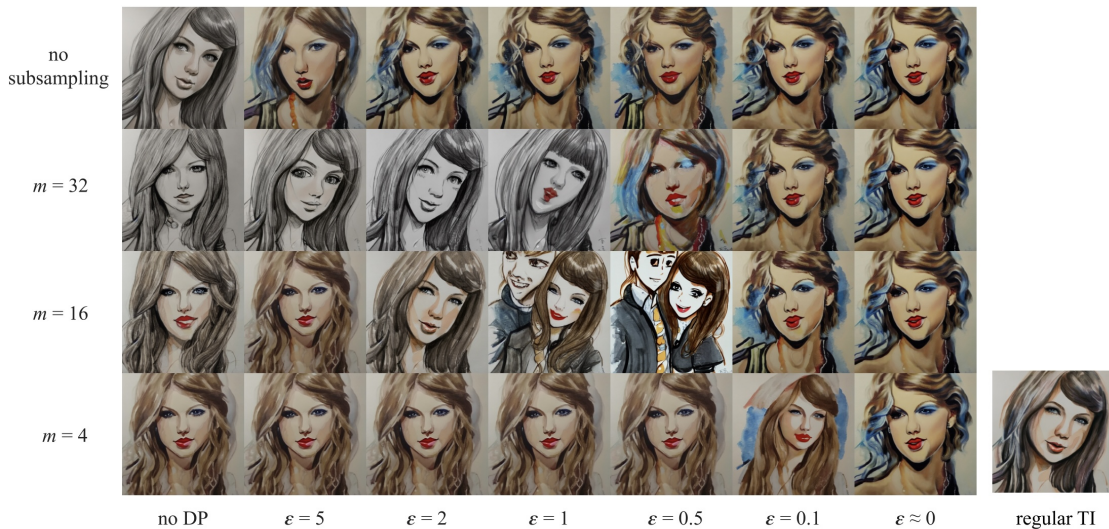 no
subsampling
m = 32
m = 16
m = 4
no DP ε = 5 ε = 2 ε = 1 ε = 0.5 ε = 0.1 ε ≈ 0 regular TI